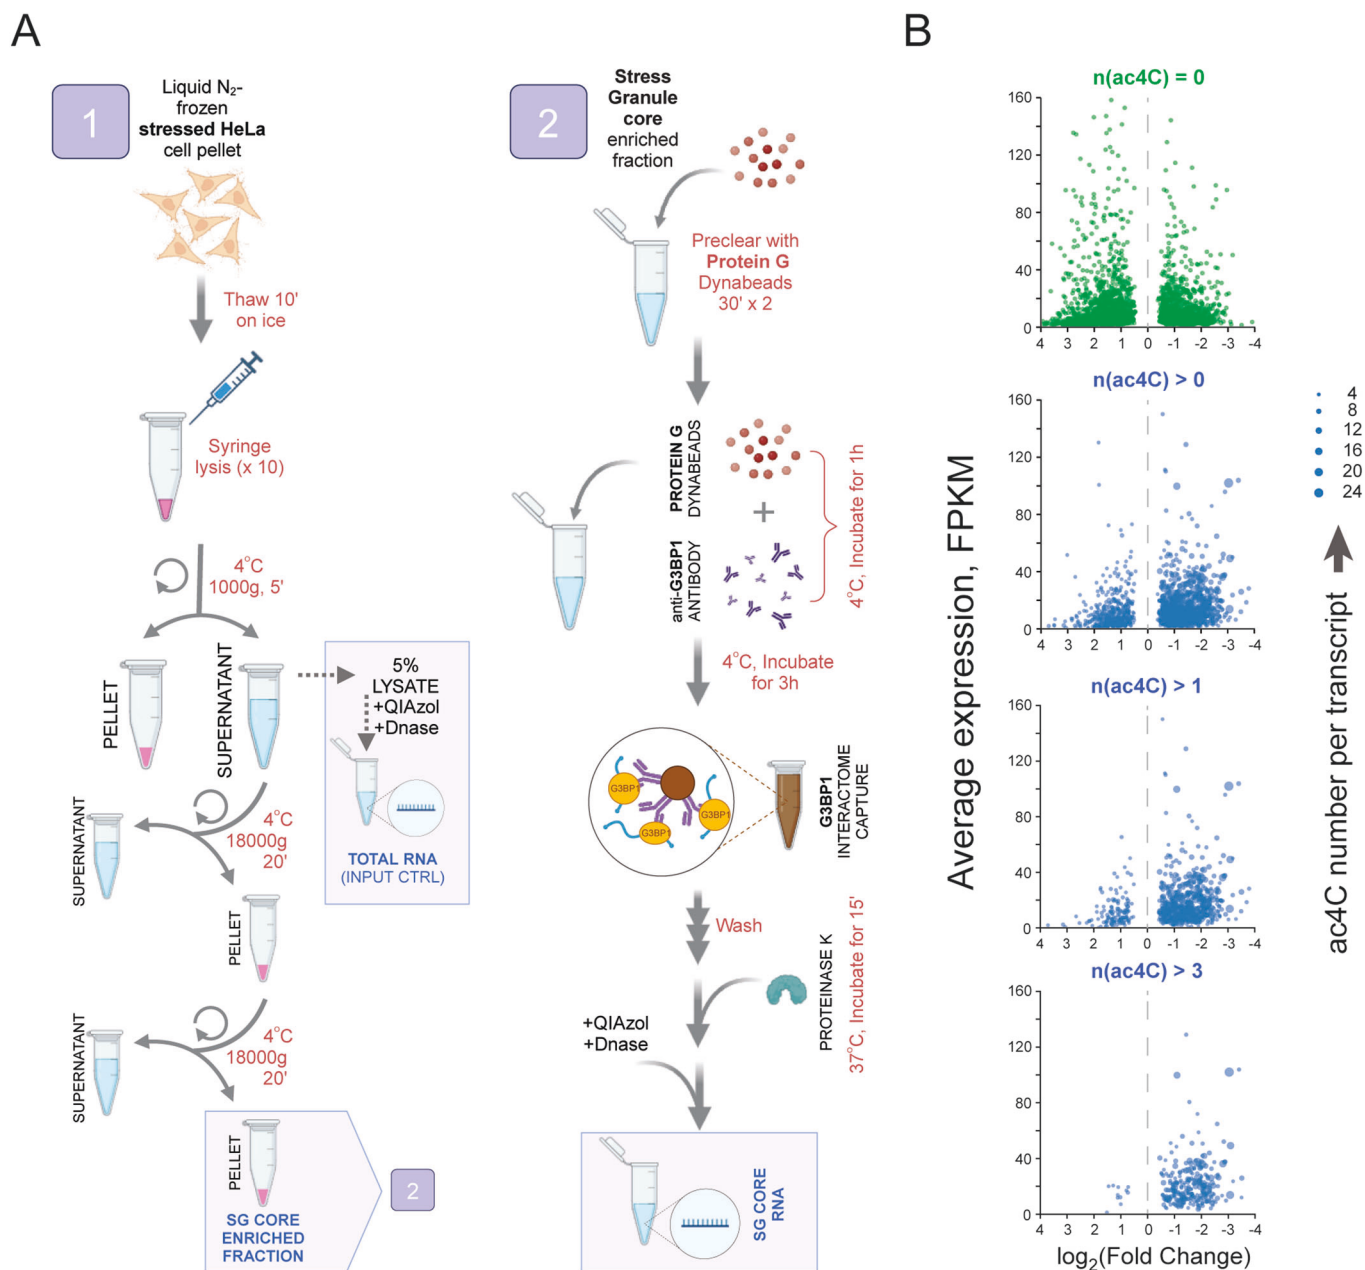 A
1
Liquid N₂-
frozen
stressed HeLa
cell pellet
Thaw 10'
on ice
Syringe
lysis (x 10)
4°C
1000g, 5'
PELLET
SUPERNATANT
5%
LYSATE
+QIAzol
+Dnase
TOTAL RNA
(INPUT CTRL)
SUPERNATANT
4°C
18000g
20'
PELLET
SUPERNATANT
4°C
18000g
20'
PELLET
SG CORE
ENRICHED
FRACTION
2
2
Stress
Granule
core
enriched
fraction
Preclear with
Protein G
Dynabeads
30' x 2
PROTEIN G
DYNABEADS
+
anti-G3BP1
ANTIBODY
4°C, Incubate for 1h
4°C, Incubate
for 3h
G3BP1
G3BP1
G3BP1
G3BP1
INTERACTOME
CAPTURE
Wash
PROTEINASE K
37°C, Incubate for 15'
+QIAzol
+Dnase
SG CORE
RNA
B
Average expression, FPKM
n(ac4C) = 0
160
120
80
40
0
4 3 2 1 0 -1 -2 -3 -4
n(ac4C) > 0
160
120
80
40
0
4 3 2 1 0 -1 -2 -3 -4
n(ac4C) > 1
160
120
80
40
0
4 3 2 1 0 -1 -2 -3 -4
n(ac4C) > 3
160
120
80
40
0
4 3 2 1 0 -1 -2 -3 -4
log₂(Fold Change)
4
8
12
16
20
24
ac4C number per transcript